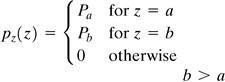 p_z(z) = { P_a for z = a
P_b for z = b
0 otherwise
b > a